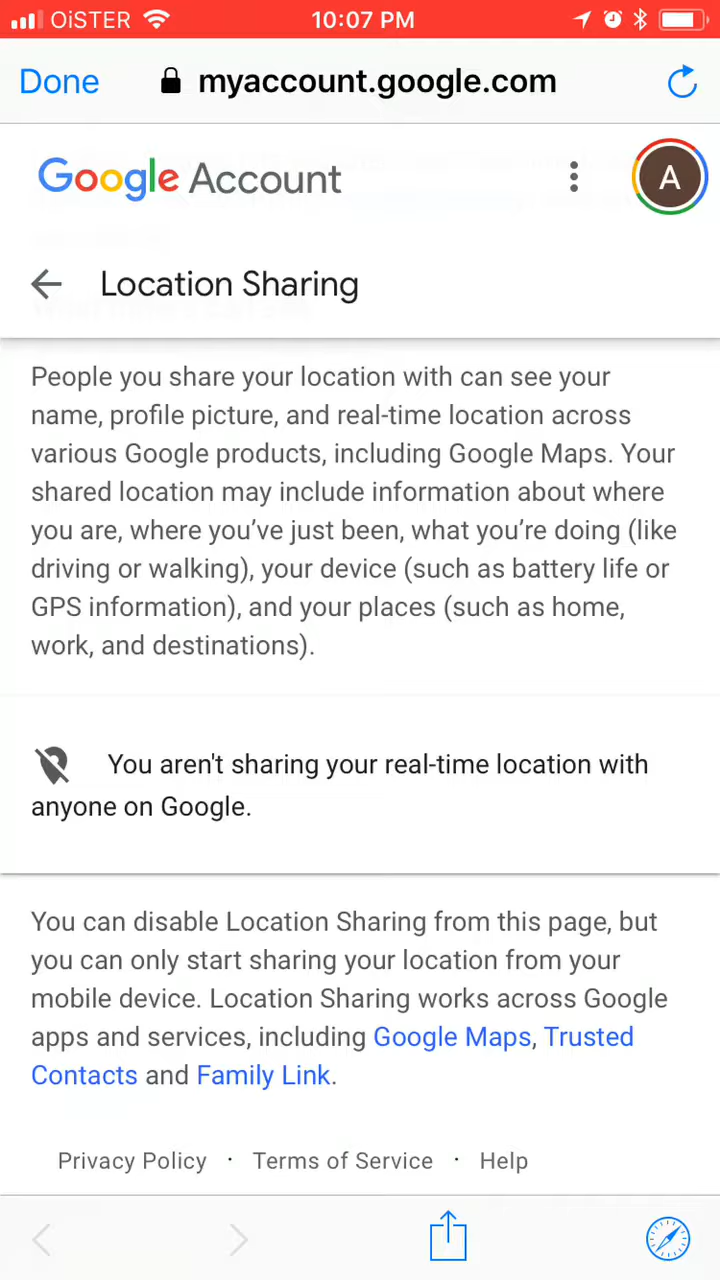 OiSTER 10:07 PM
Done myaccount.google.com
Google Account A
Location Sharing
People you share your location with can see your
name, profile picture, and real-time location across
various Google products, including Google Maps. Your
shared location may include information about where
you are, where you’ve just been, what you’re doing (like
driving or walking), your device (such as battery life or
GPS information), and your places (such as home,
work, and destinations).
You aren't sharing your real-time location with
anyone on Google.
You can disable Location Sharing from this page, but
you can only start sharing your location from your
mobile device. Location Sharing works across Google
apps and services, including Google Maps, Trusted
Contacts and Family Link.
Privacy Policy · Terms of Service · Help